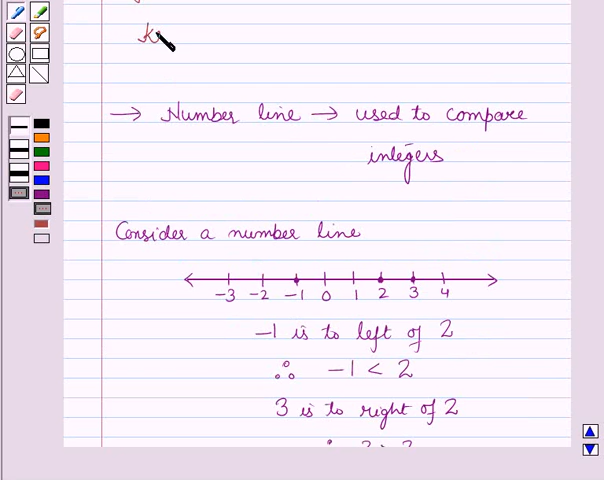 K
→ Number line → used to compare
integers
Consider a number line
-3 -2 -1 0 1 2 3 4
-1 is to left of 2
∴ -1 < 2
3 is to right of 2